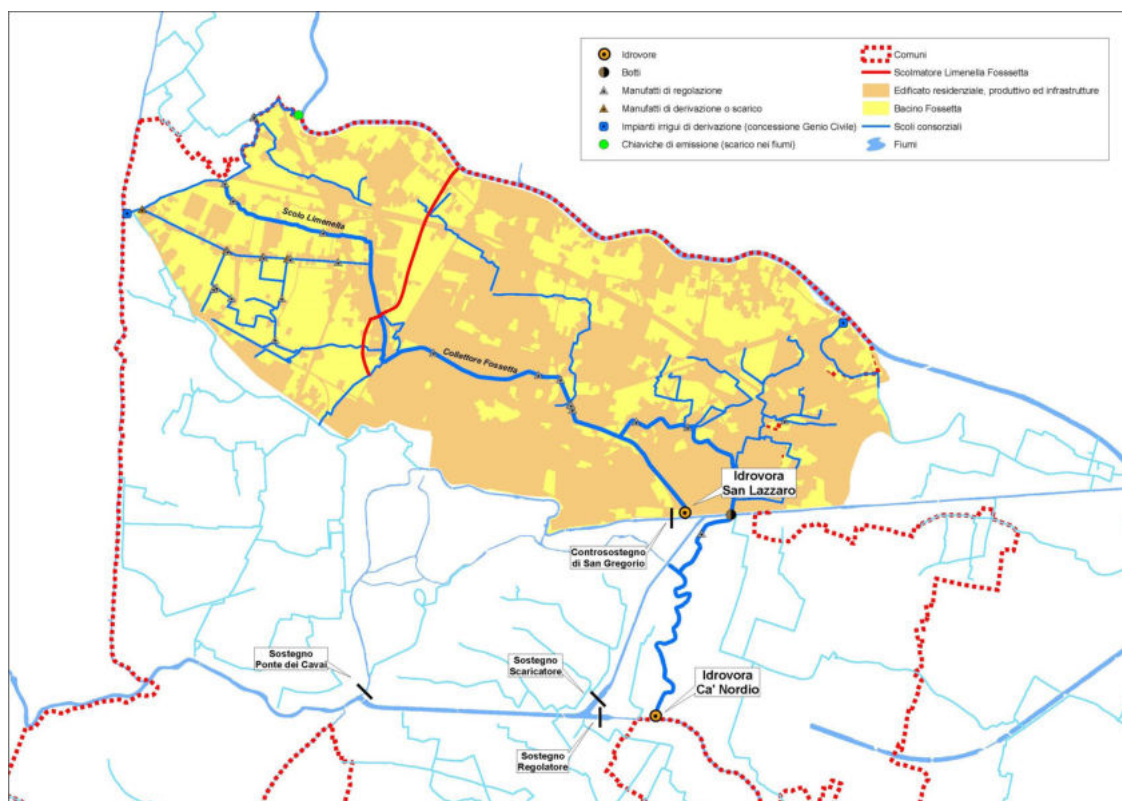 Idrovore
Botti
Manufatti di regolazione
Manufatti di derivazione o scarico
Impianti irrigui di derivazione (concessione Genio Civile)
Chiaviche di emissione (scarico nei fiumi)
Comuni
Scolmatore Limenella Fosssetta
Edificato residenziale, produttivo ed infrastrutture
Bacino Fossetta
Scoli consorziali
Fiumi
Scolo Limenella
Collettore Fossetta
Idrovora
San Lazzaro
Controsostegno
di San Gregorio
Sostegno
Ponte dei Cavai
Sostegno
Scaricatore
Idrovora
Ca' Nordio
Sostegno
Regolatore